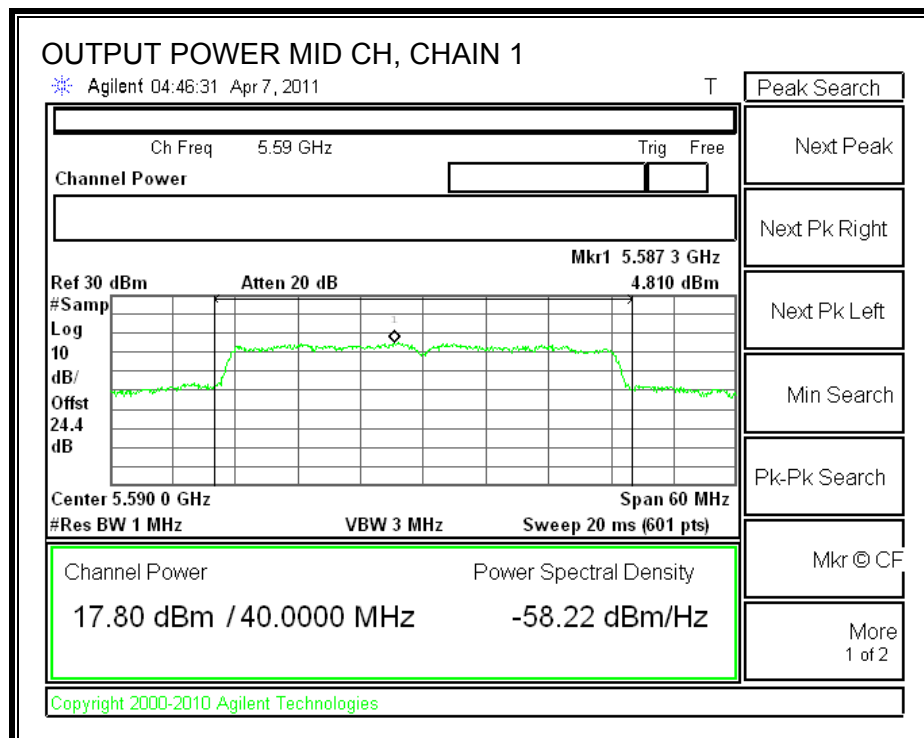 OUTPUT POWER MID CH, CHAIN 1
Agilent 04:46:31 Apr 7, 2011 T
Peak Search
Ch Freq 5.59 GHz Trig Free
Channel Power
Next Peak
Next Pk Right
Mkr1 5.587 3 GHz
Ref 30 dBm Atten 20 dB 4.810 dBm
#Samp
Log
10
dB/
Offst
24.4
dB
1
Next Pk Left
Min Search
Pk-Pk Search
Center 5.590 0 GHz Span 60 MHz
#Res BW 1 MHz VBW 3 MHz Sweep 20 ms (601 pts)
Channel Power Power Spectral Density
17.80 dBm / 40.0000 MHz -58.22 dBm/Hz
Mkr © CF
More
1 of 2
Copyright 2000-2010 Agilent Technologies